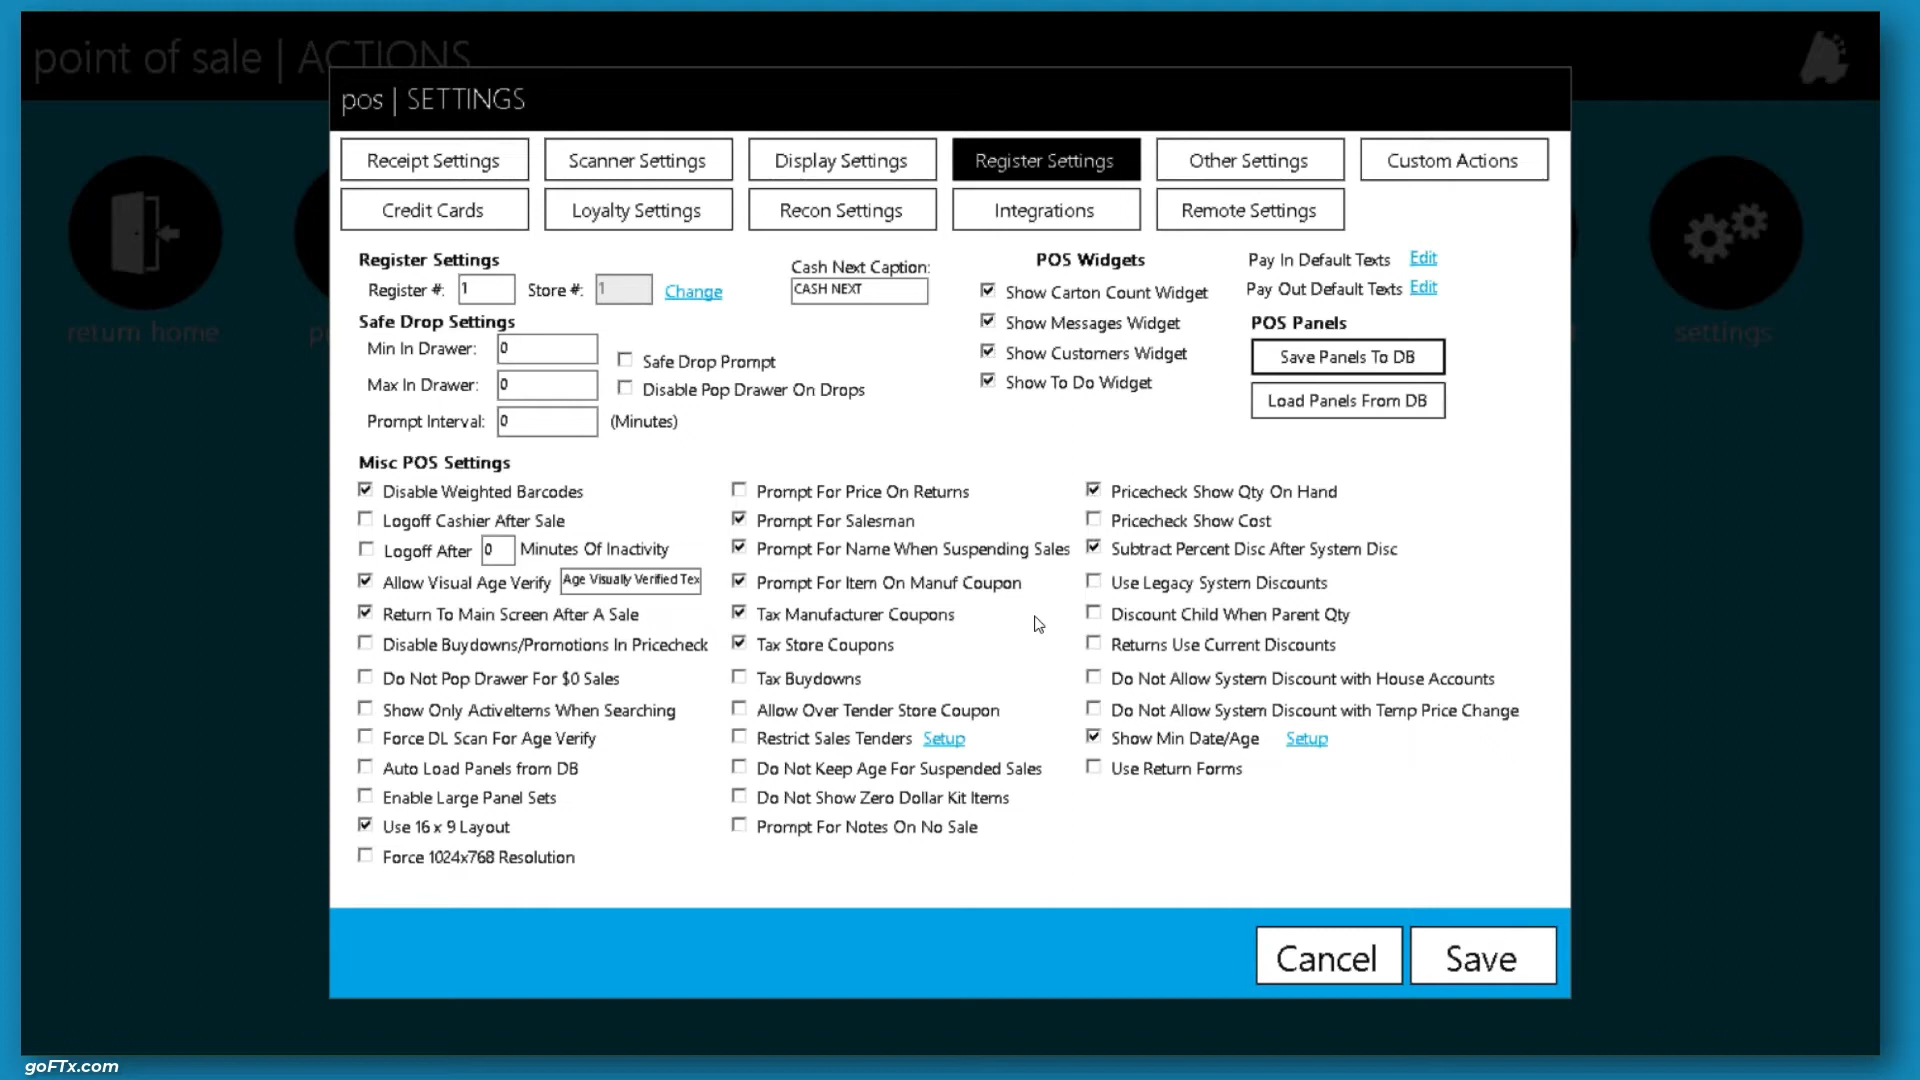 point of sale | ACTIONS
pos | SETTINGS
Receipt Settings
Scanner Settings
Display Settings
Register Settings
Other Settings
Custom Actions
Credit Cards
Loyalty Settings
Recon Settings
Integrations
Remote Settings
return home
settings
Register Settings
Register #: 1 Store #: 1 Change
Cash Next Caption:
CASH NEXT
Safe Drop Settings
Min In Drawer: 0
Max In Drawer: 0
Prompt Interval: 0 (Minutes)
Safe Drop Prompt
Disable Pop Drawer On Drops
POS Widgets
Show Carton Count Widget
Show Messages Widget
Show Customers Widget
Show To Do Widget
Pay In Default Texts Edit
Pay Out Default Texts Edit
POS Panels
Save Panels To DB
Load Panels From DB
Misc POS Settings
Disable Weighted Barcodes
Logoff Cashier After Sale
Logoff After 0 Minutes Of Inactivity
Allow Visual Age Verify Age Visually Verified Tex
Return To Main Screen After A Sale
Disable Buydowns/Promotions In Pricecheck
Do Not Pop Drawer For $0 Sales
Show Only ActiveItems When Searching
Force DL Scan For Age Verify
Auto Load Panels from DB
Enable Large Panel Sets
Use 16 x 9 Layout
Force 1024x768 Resolution
Prompt For Price On Returns
Prompt For Salesman
Prompt For Name When Suspending Sales
Prompt For Item On Manuf Coupon
Tax Manufacturer Coupons
Tax Store Coupons
Tax Buydowns
Allow Over Tender Store Coupon
Restrict Sales Tenders Setup
Do Not Keep Age For Suspended Sales
Do Not Show Zero Dollar Kit Items
Prompt For Notes On No Sale
Pricecheck Show Qty On Hand
Pricecheck Show Cost
Subtract Percent Disc After System Disc
Use Legacy System Discounts
Discount Child When Parent Qty
Returns Use Current Discounts
Do Not Allow System Discount with House Accounts
Do Not Allow System Discount with Temp Price Change
Show Min Date/Age Setup
Use Return Forms
Cancel
Save
goFTx.com